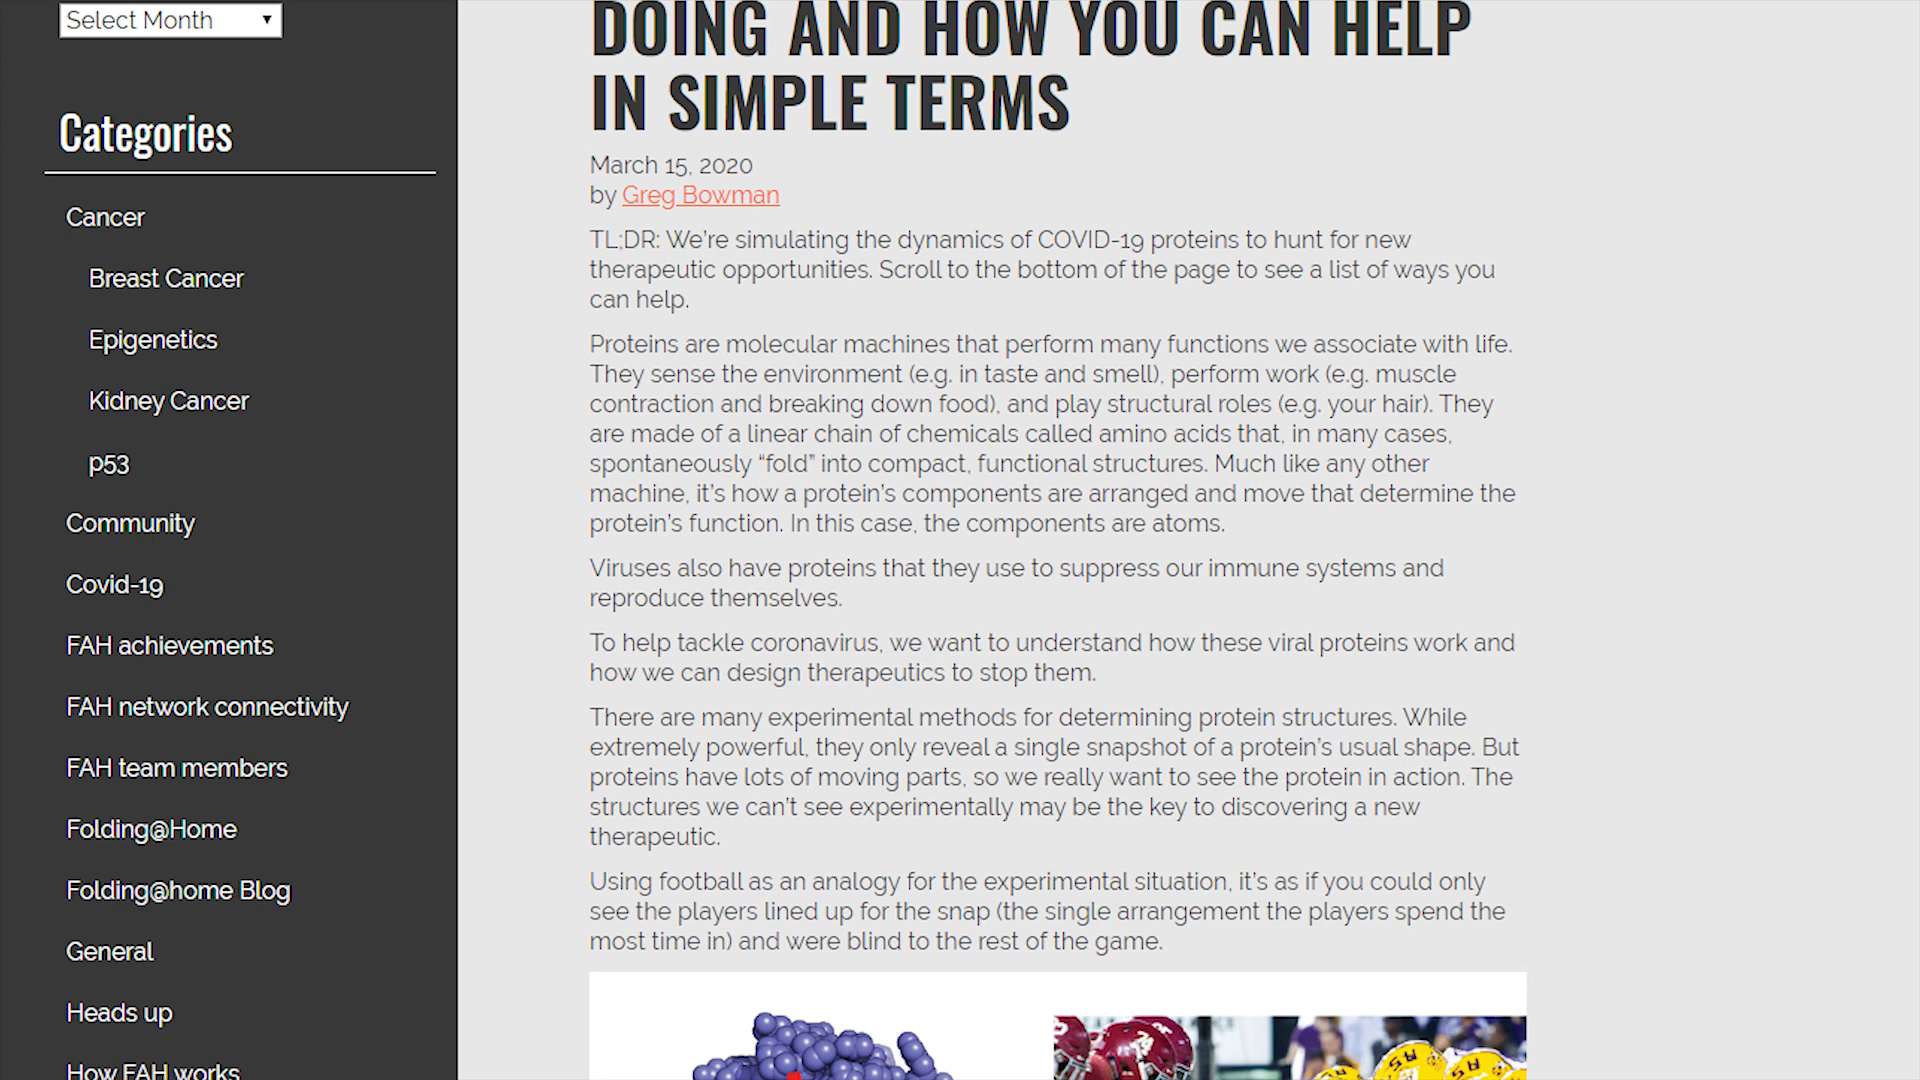 Select Month
Categories
Cancer
Breast Cancer
Epigenetics
Kidney Cancer
p53
Community
Covid-19
FAH achievements
FAH network connectivity
FAH team members
Folding@Home
Folding@home Blog
General
Heads up
How FAH works
DOING AND HOW YOU CAN HELP
IN SIMPLE TERMS
March 15, 2020
by Greg Bowman
TL;DR: We’re simulating the dynamics of COVID-19 proteins to hunt for new
therapeutic opportunities. Scroll to the bottom of the page to see a list of ways you
can help.
Proteins are molecular machines that perform many functions we associate with life.
They sense the environment (e.g. in taste and smell), perform work (e.g. muscle
contraction and breaking down food), and play structural roles (e.g. your hair). They
are made of a linear chain of chemicals called amino acids that, in many cases,
spontaneously “fold” into compact, functional structures. Much like any other
machine, it’s how a protein’s components are arranged and move that determine the
protein’s function. In this case, the components are atoms.
Viruses also have proteins that they use to suppress our immune systems and
reproduce themselves.
To help tackle coronavirus, we want to understand how these viral proteins work and
how we can design therapeutics to stop them.
There are many experimental methods for determining protein structures. While
extremely powerful, they only reveal a single snapshot of a protein’s usual shape. But
proteins have lots of moving parts, so we really want to see the protein in action. The
structures we can’t see experimentally may be the key to discovering a new
therapeutic.
Using football as an analogy for the experimental situation, it’s as if you could only
see the players lined up for the snap (the single arrangement the players spend the
most time in) and were blind to the rest of the game.